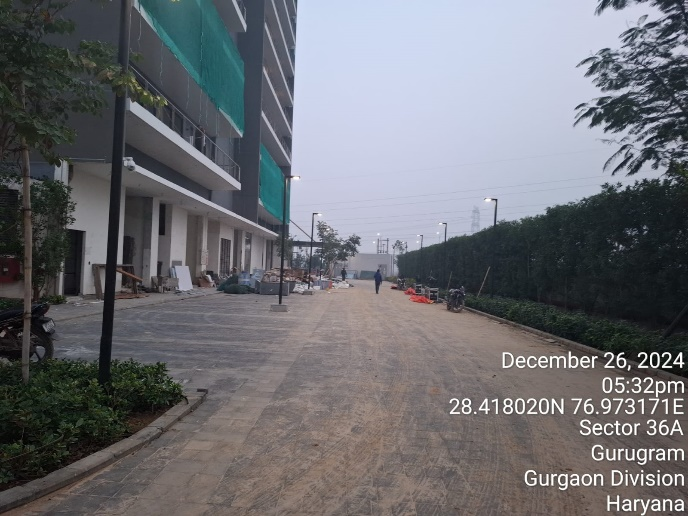 December 26, 2024
05:32pm
28.418020N 76.973171E
Sector 36A
Gurugram
Gurgaon Division
Haryana